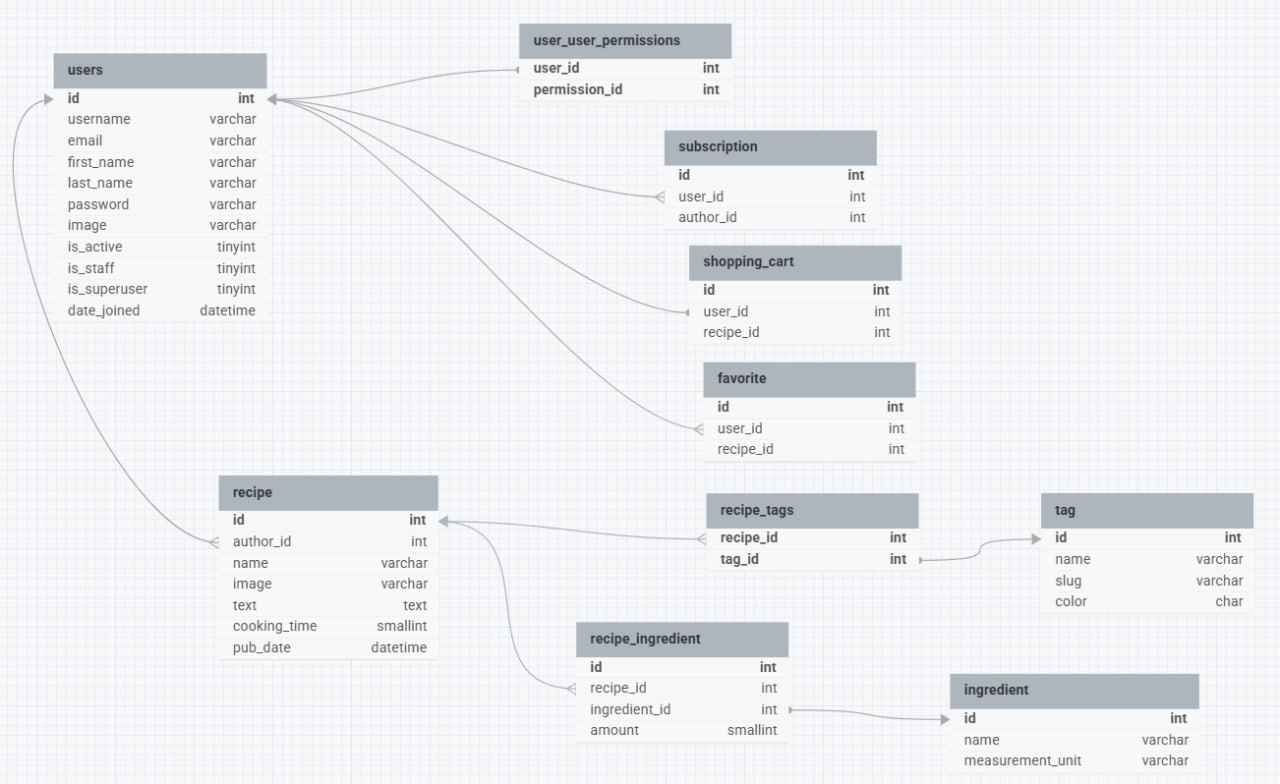 users
id int
username varchar
email varchar
first_name varchar
last_name varchar
password varchar
image varchar
is_active tinyint
is_staff tinyint
is_superuser tinyint
date_joined datetime
user_user_permissions
user_id int
permission_id int
subscription
id int
user_id int
author_id int
shopping_cart
id int
user_id int
recipe_id int
favorite
id int
user_id int
recipe_id int
recipe
id int
author_id int
name varchar
image varchar
text text
cooking_time smallint
pub_date datetime
recipe_tags
recipe_id int
tag_id int
tag
id int
name varchar
slug varchar
color char
recipe_ingredient
id int
recipe_id int
ingredient_id int
amount smallint
ingredient
id int
name varchar
measurement_unit varchar